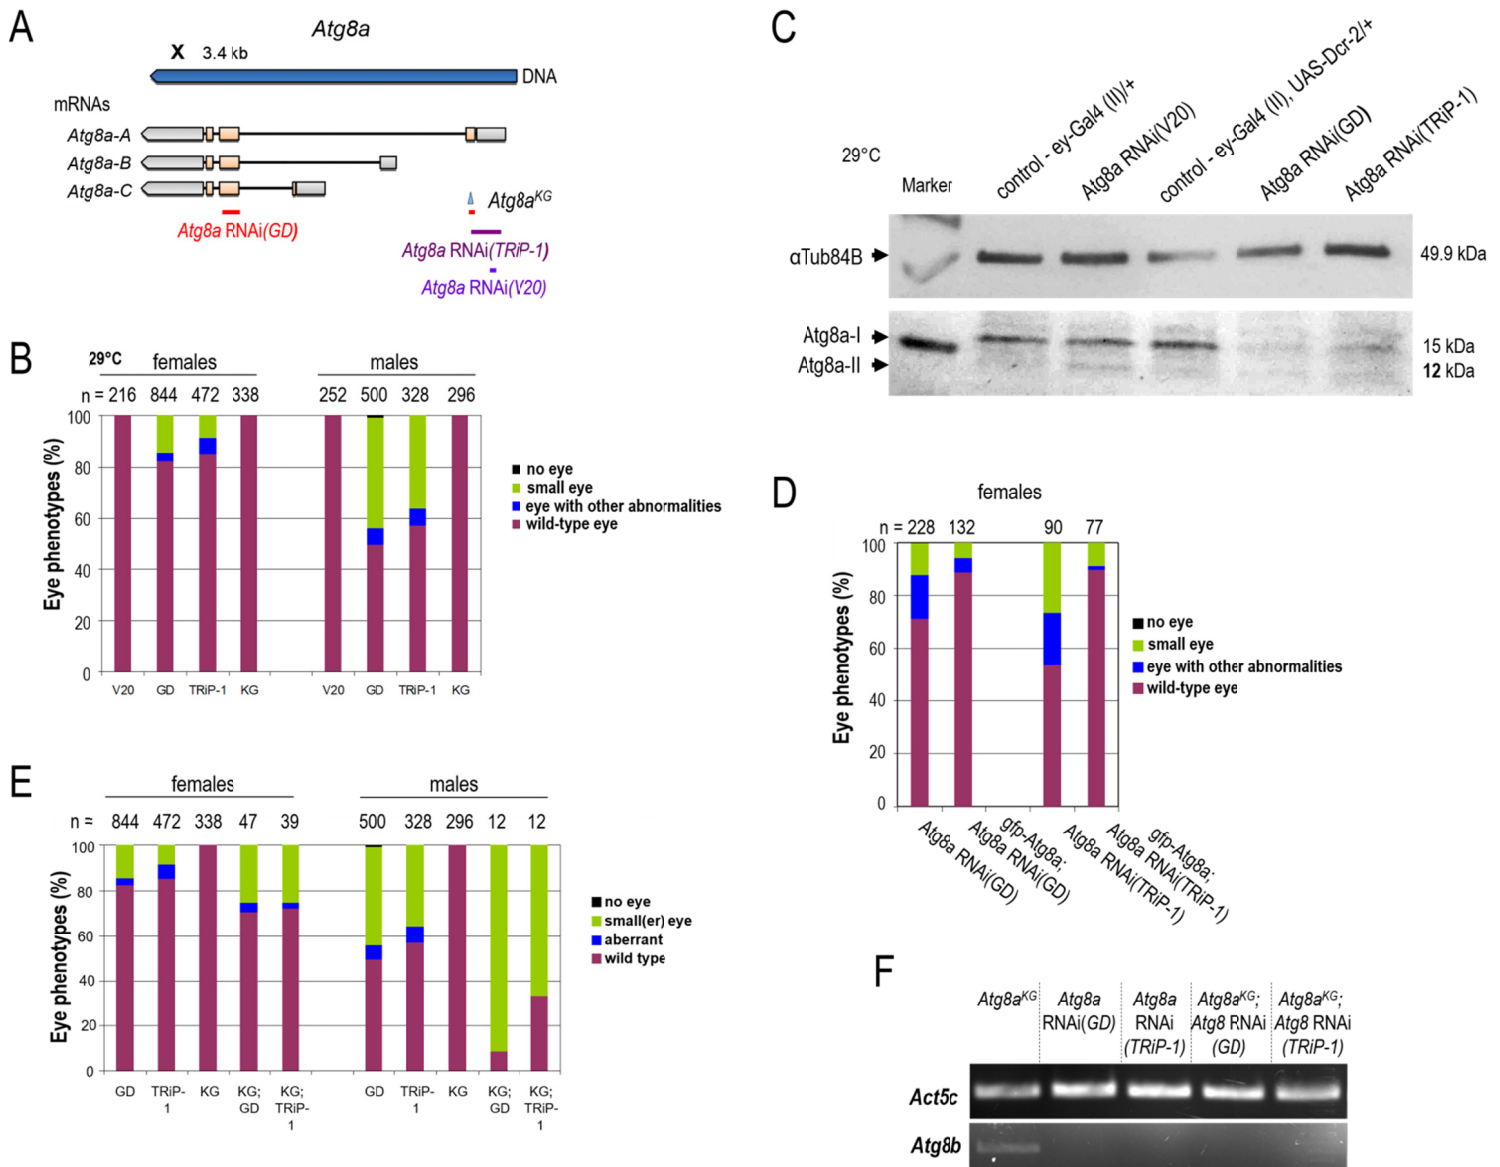 A
Atg8a
X 3.4 kb
DNA
mRNAs
Atg8a-A
Atg8a-B
Atg8a-C
Atg8a^KG
Atg8a RNAi(GD)
Atg8a RNAi(TRiP-1)
Atg8a RNAi(V20)
B
29°C females males
n = 216 844 472 338 252 500 328 296
Eye phenotypes (%)
100
80
60
40
20
0
V20 GD TRiP-1 KG V20 GD TRiP-1 KG
no eye
small eye
eye with other abnormalities
wild-type eye
C
29°C
Marker
control - ey-Gal4 (II)/+
Atg8a RNAi(V20)
control - ey-Gal4 (II), UAS-Dcr-2/+
Atg8a RNAi(GD)
Atg8a RNAi(TRiP-1)
αTub84B 49.9 kDa
Atg8a-I 15 kDa
Atg8a-II 12 kDa
D
females
n = 228 132 90 77
Eye phenotypes (%)
100
80
60
40
20
0
Atg8a RNAi(GD)
gfp-Atg8a;
Atg8a RNAi(GD)
Atg8a RNAi(TRiP-1)
gfp-Atg8a;
Atg8a RNAi(TRiP-1)
no eye
small eye
eye with other abnormalities
wild-type eye
E
females males
n = 844 472 338 47 39 500 328 296 12 12
Eye phenotypes (%)
100
80
60
40
20
0
GD TRiP-1 KG KG; GD KG; TRiP-1 GD TRiP-1 KG KG; GD KG; TRiP-1
no eye
small(er) eye
aberrant
wild type
F
Atg8a^KG Atg8a Atg8a Atg8a^KG; Atg8a^KG;
RNAi(GD) RNAi Atg8 RNAi Atg8 RNAi
(TRiP-1) (GD) (TRiP-1)
Act5c
Atg8b